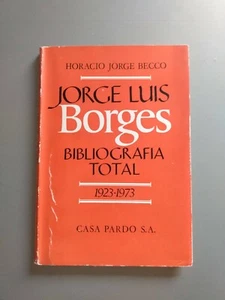 HORACIO JORGE BECCO
JORGE LUIS
Borges
BIBLIOGRAFIA
TOTAL
1923-1973
CASA PARDO S.A.